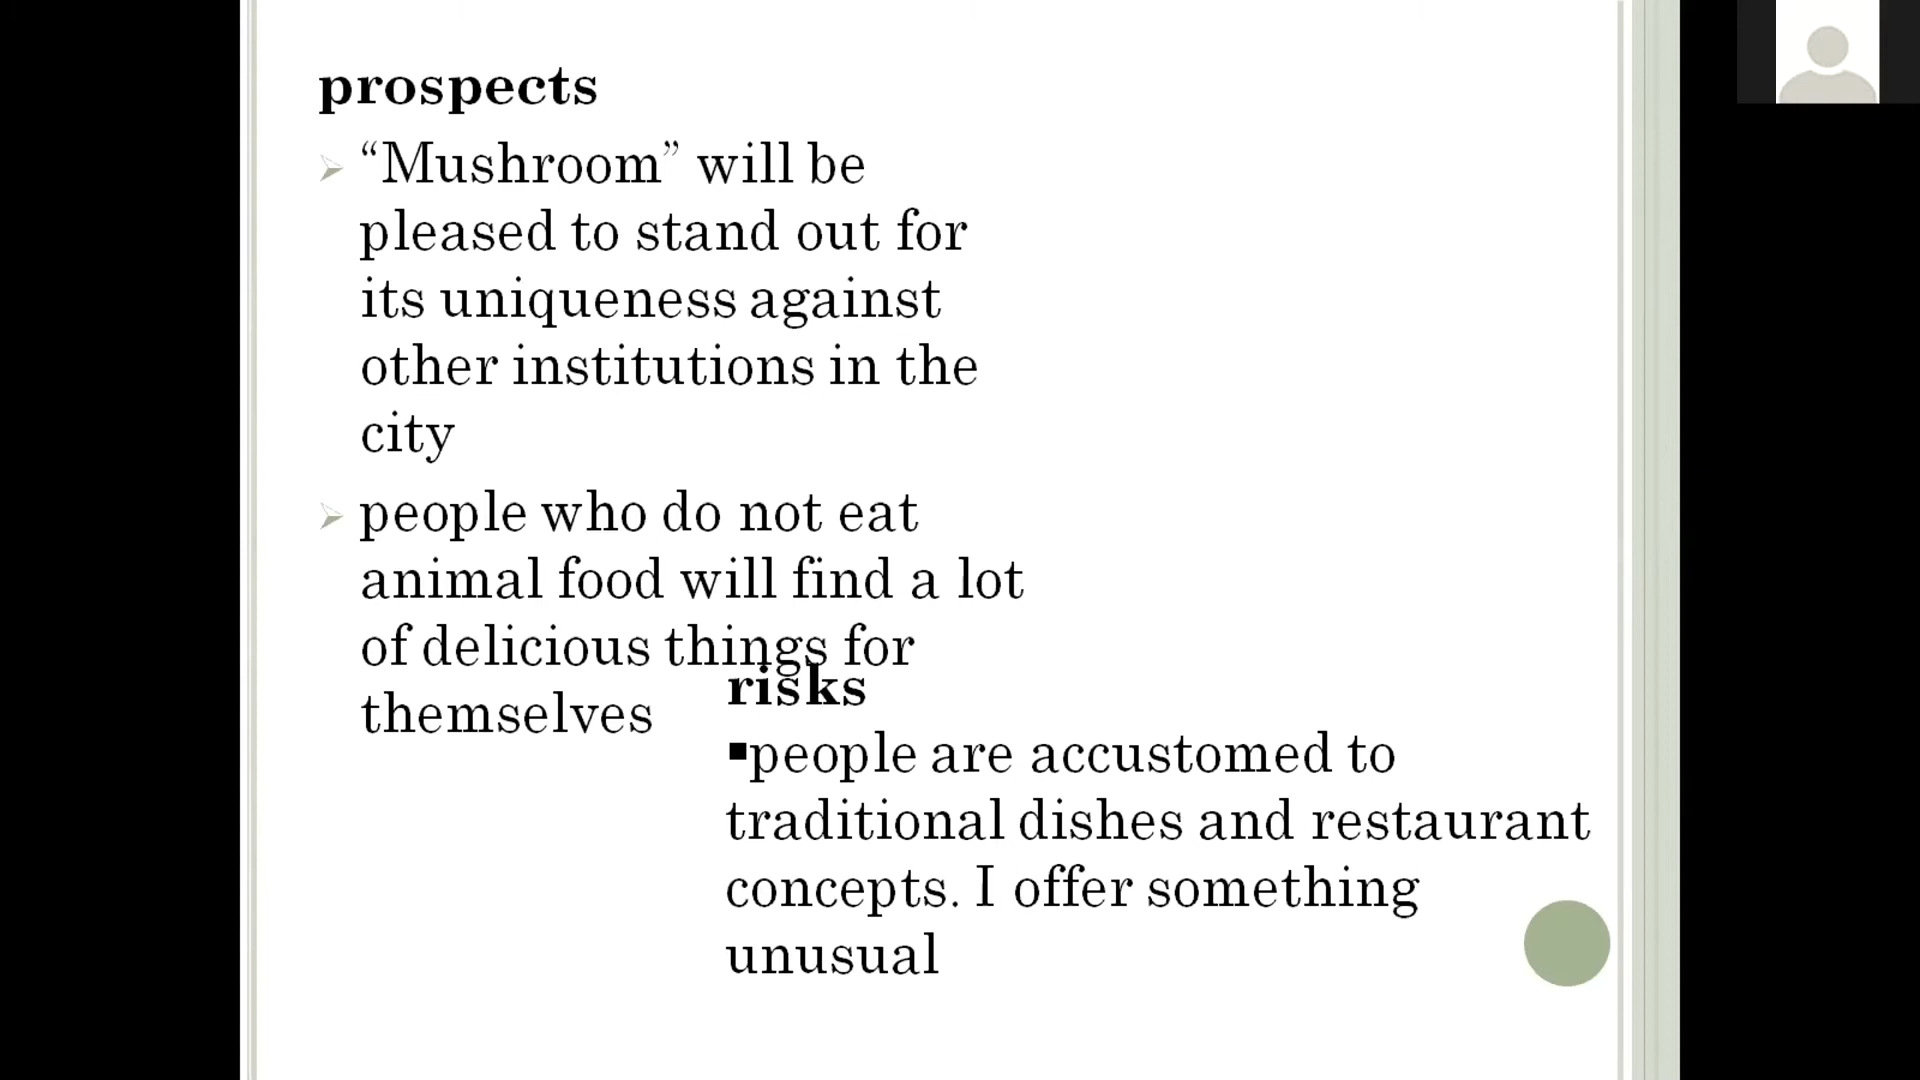 prospects
“Mushroom” will be
pleased to stand out for
its uniqueness against
other institutions in the
city
people who do not eat
animal food will find a lot
of delicious things for
themselves
risks
people are accustomed to
traditional dishes and restaurant
concepts. I offer something
unusual